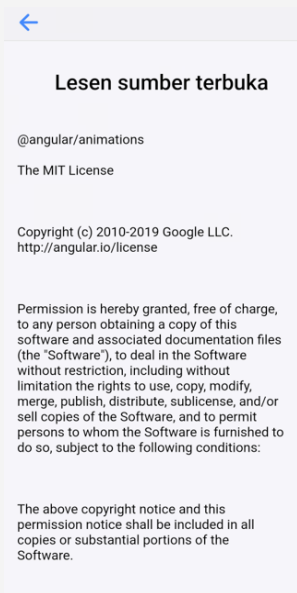 Lesen sumber terbuka
@angular/animations
The MIT License
Copyright (c) 2010-2019 Google LLC.
http://angular.io/license
Permission is hereby granted, free of charge,
to any person obtaining a copy of this
software and associated documentation files
(the "Software"), to deal in the Software
without restriction, including without
limitation the rights to use, copy, modify,
merge, publish, distribute, sublicense, and/or
sell copies of the Software, and to permit
persons to whom the Software is furnished to
do so, subject to the following conditions:
The above copyright notice and this
permission notice shall be included in all
copies or substantial portions of the
Software.